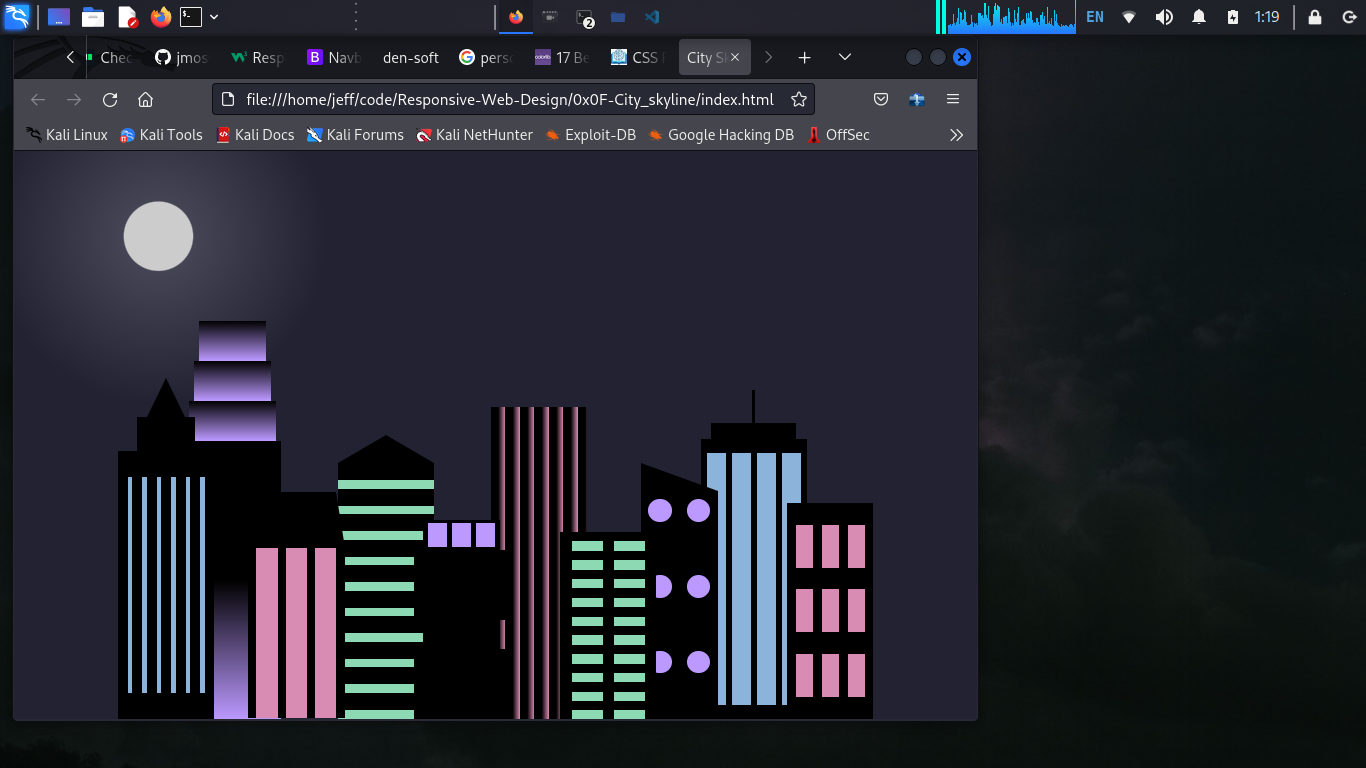 2 EN 1:19
Chec jmos Resp B Navb den-soft G pers 17 Be CSS City S
file:///home/jeff/code/Responsive-Web-Design/0x0F-City_skyline/index.html
Kali Linux Kali Tools Kali Docs Kali Forums Kali NetHunter Exploit-DB Google Hacking DB OffSec